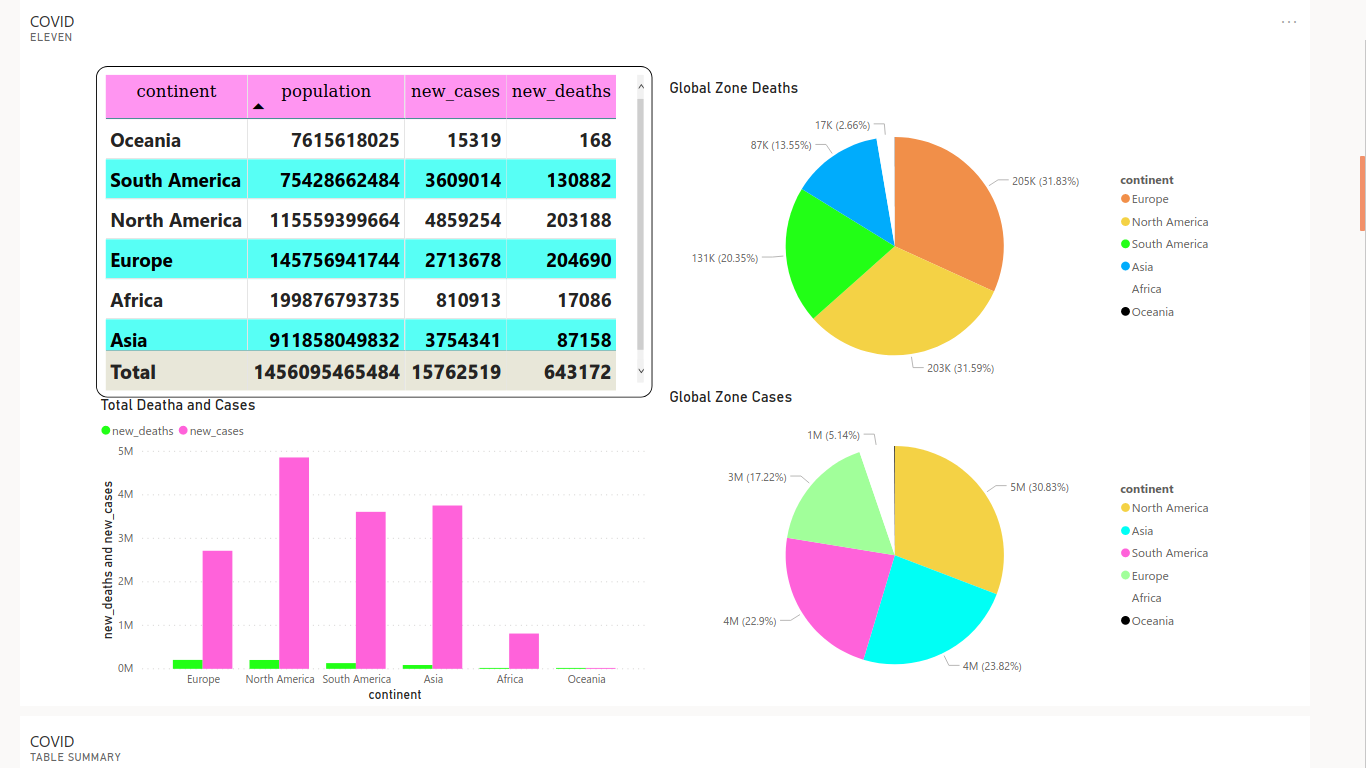 COVID
ELEVEN
...
continent population new_cases new_deaths
Oceania 7615618025 15319 168
South America 75428662484 3609014 130882
North America 115559399664 4859254 203188
Europe 145756941744 2713678 204690
Africa 199876793735 810913 17086
Asia 911858049832 3754341 87158
Total 1456095465484 15762519 643172
Global Zone Deaths
17K (2.66%)
87K (13.55%)
205K (31.83%)
131K (20.35%)
203K (31.59%)
continent
Europe
North America
South America
Asia
Africa
Oceania
Total Deatha and Cases
new_deaths new_cases
new_deaths and new_cases
5M
4M
3M
2M
1M
0M
Europe North America South America Asia Africa Oceania
continent
Global Zone Cases
1M (5.14%)
3M (17.22%)
5M (30.83%)
4M (22.9%)
4M (23.82%)
continent
North America
Asia
South America
Europe
Africa
Oceania
COVID
TABLE SUMMARY